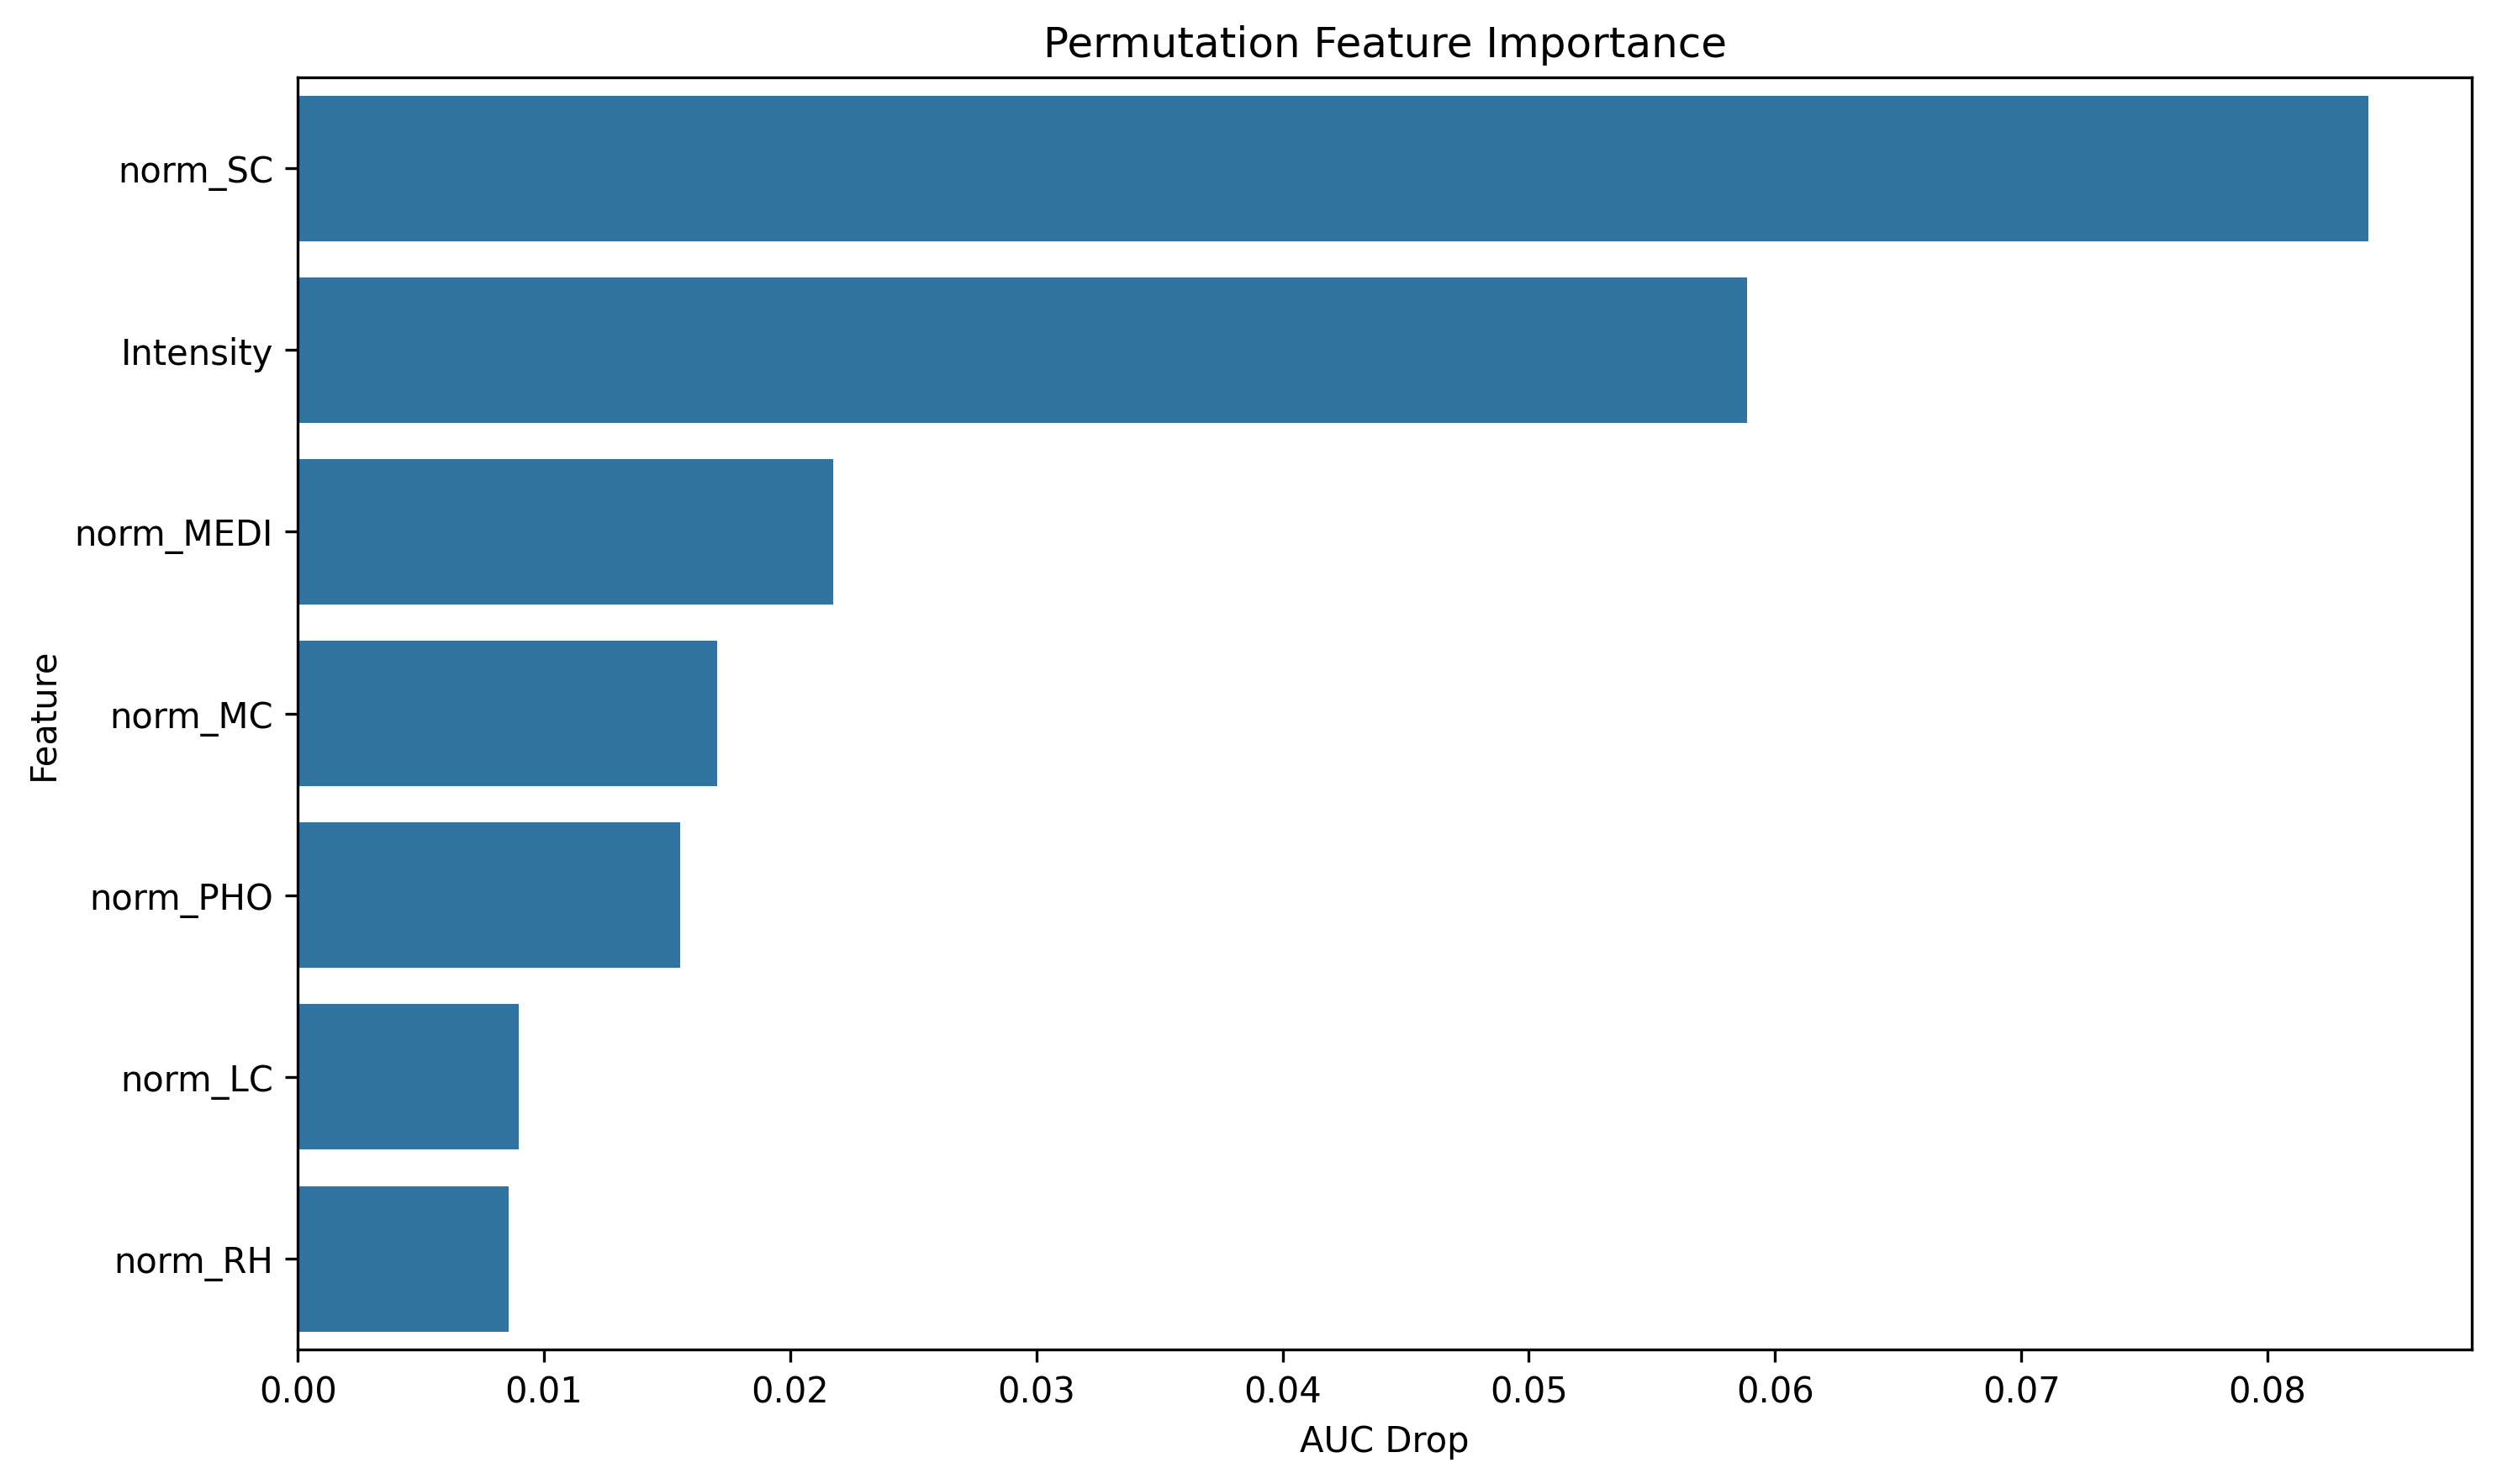 Permutation Feature Importance
norm_SC
Intensity
norm_MEDI
norm_MC
norm_PHO
norm_LC
norm_RH
Feature
0.00 0.01 0.02 0.03 0.04 0.05 0.06 0.07 0.08
AUC Drop